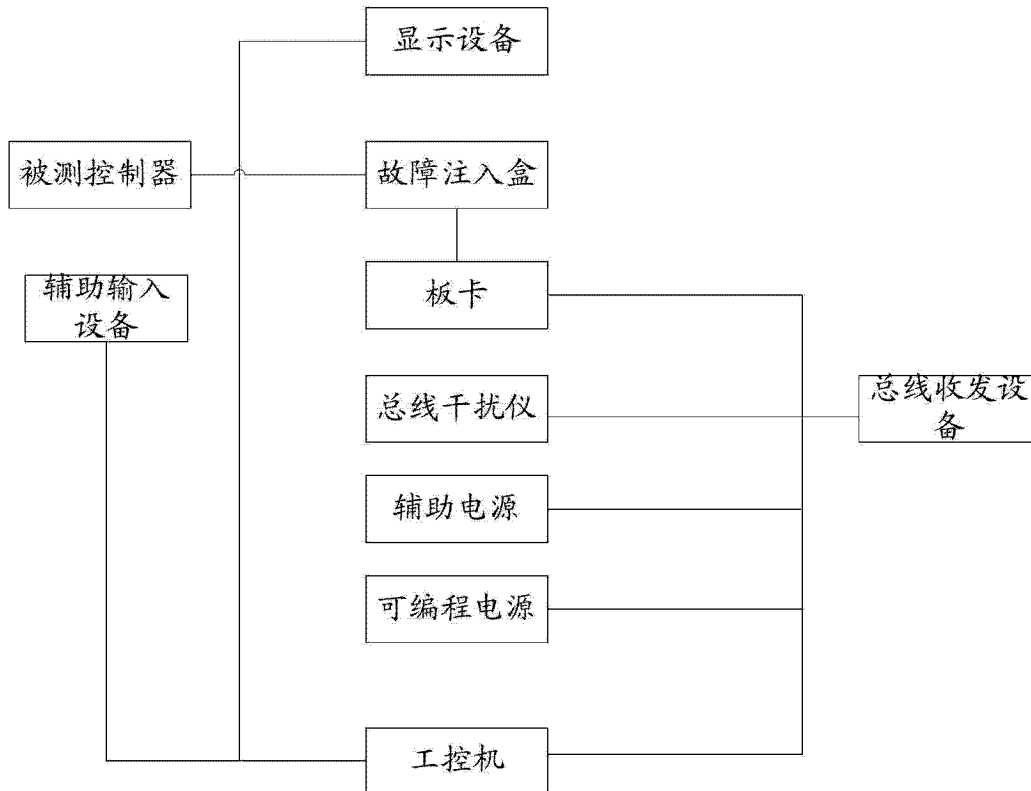 显示设备
被测控制器
故障注入盒
辅助输入
设备
板卡
总线干扰仪
总线收发设
备
辅助电源
可编程电源
工控机